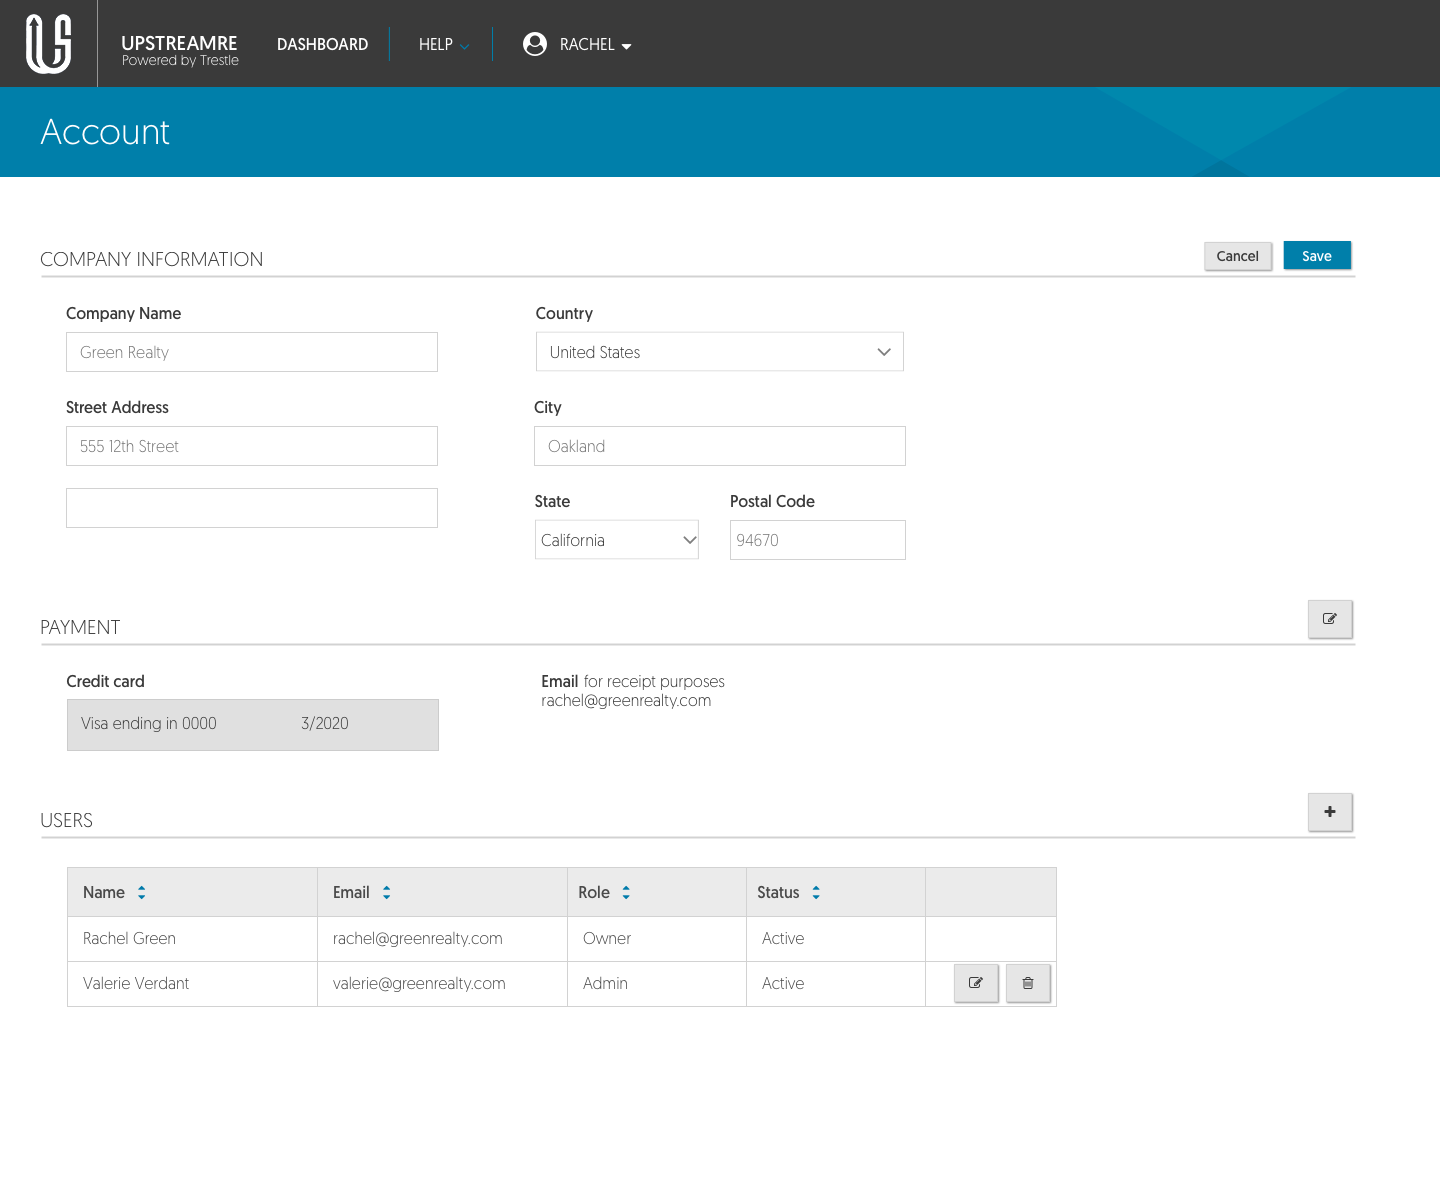 UPSTREAMRE
Powered by Trestle
DASHBOARD
HELP
RACHEL
Account
COMPANY INFORMATION
Cancel
Save
Company Name
Country
Green Realty
United States
Street Address
City
555 12th Street
Oakland
State
Postal Code
California
94670
PAYMENT
Credit card
Email for receipt purposes
rachel@greenrealty.com
Visa ending in 0000 3/2020
USERS
Name Email Role Status
Rachel Green rachel@greenrealty.com Owner Active
Valerie Verdant valerie@greenrealty.com Admin Active